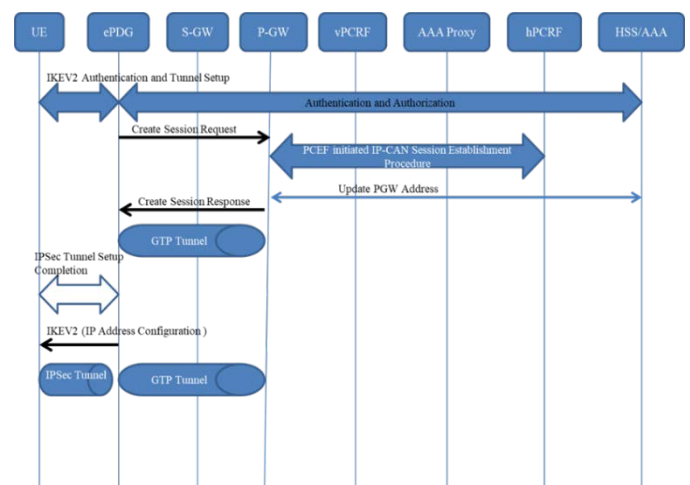 UE ePDG S-GW P-GW vPCRF AAA Proxy hPCRF HSS/AAA
IKEV2 Authentication and Tunnel Setup
Authentication and Authorization
Create Session Request
PCEF initiated IP-CAN Session Establishment
Procedure
Update PGW Address
Create Session Response
GTP Tunnel
IPSec Tunnel Setup
Completion
IKEV2 (IP Address Configuration )
IPSec Tunnel
GTP Tunnel